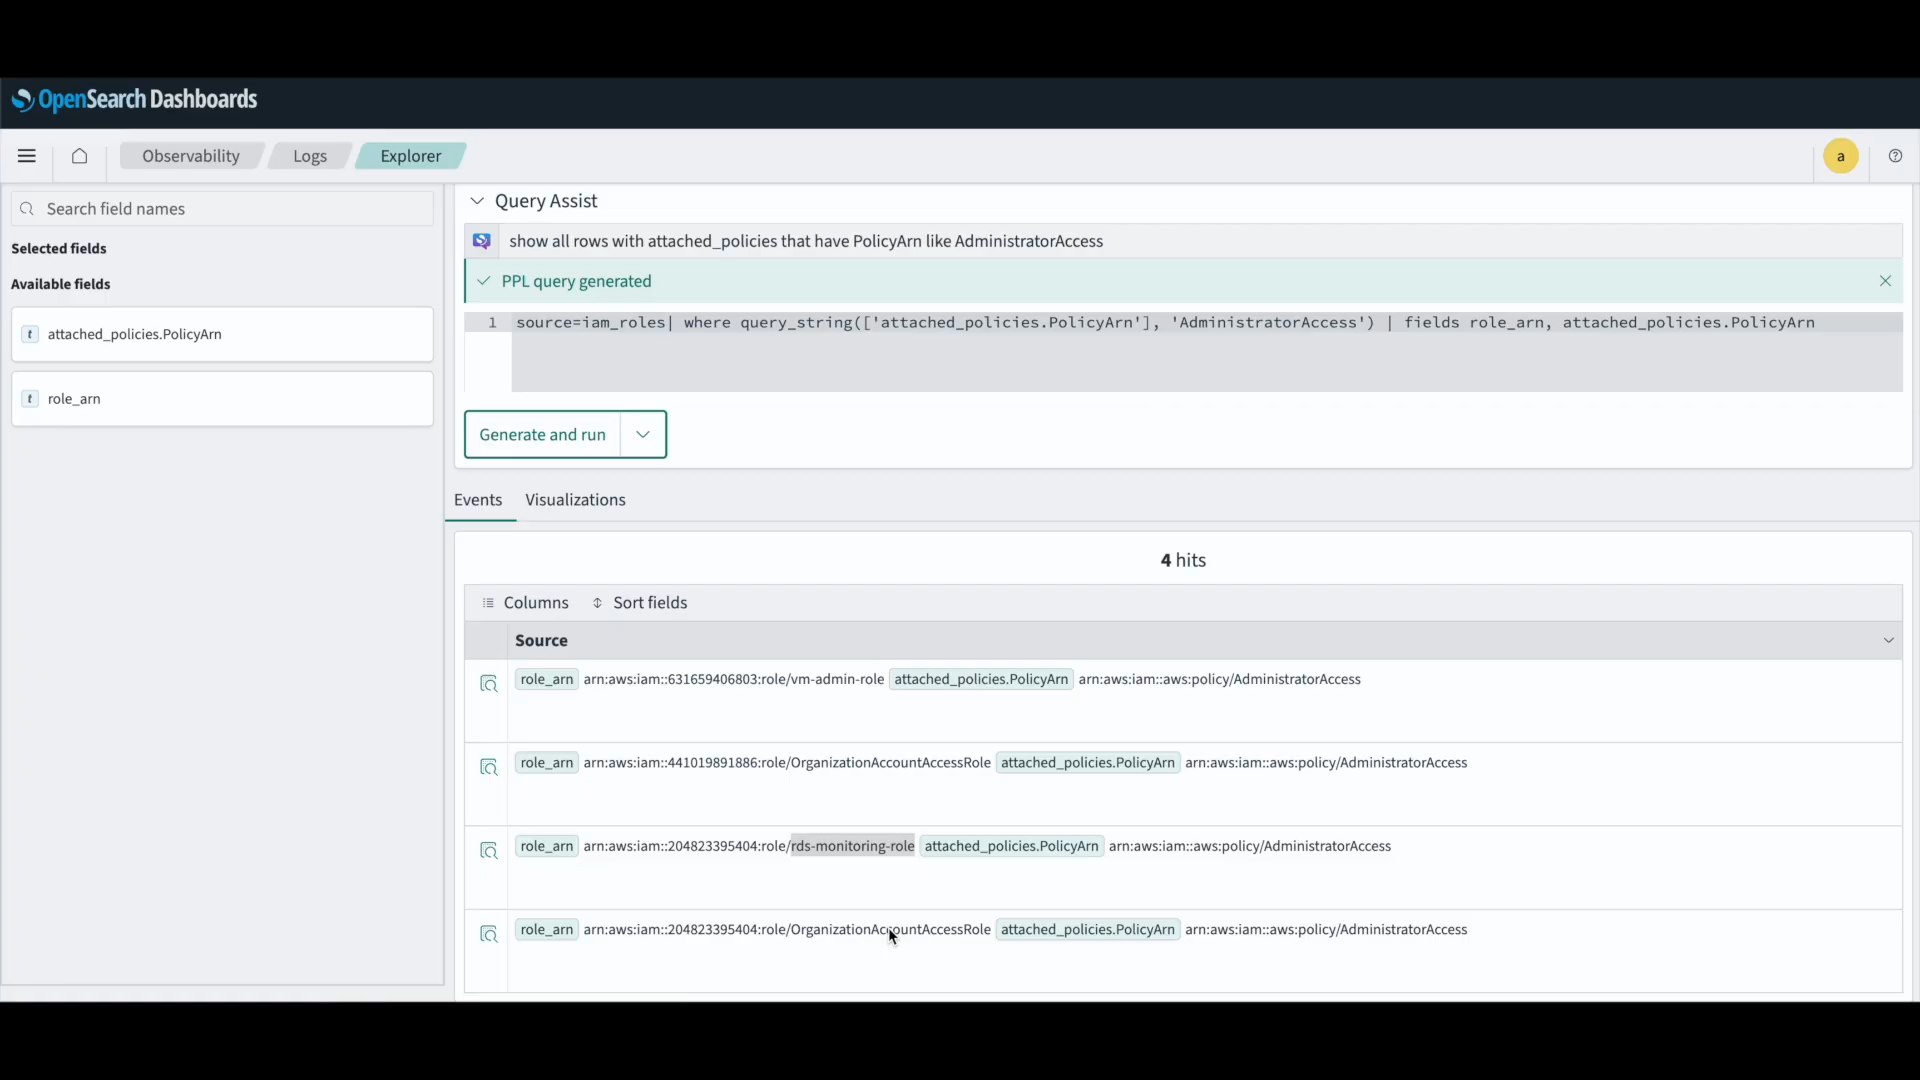 OpenSearch Dashboards
Observability Logs Explorer a
Search field names
Selected fields
Available fields
t attached_policies.PolicyArn
t role_arn
Query Assist
show all rows with attached_policies that have PolicyArn like AdministratorAccess
PPL query generated
1 source=iam_roles| where query_string(['attached_policies.PolicyArn'], 'AdministratorAccess') | fields role_arn, attached_policies.PolicyArn
Generate and run
Events Visualizations
4 hits
Columns Sort fields
Source
role_arn arn:aws:iam::631659406803:role/vm-admin-role attached_policies.PolicyArn arn:aws:iam::aws:policy/AdministratorAccess
role_arn arn:aws:iam::441019891886:role/OrganizationAccountAccessRole attached_policies.PolicyArn arn:aws:iam::aws:policy/AdministratorAccess
role_arn arn:aws:iam::204823395404:role/rds-monitoring-role attached_policies.PolicyArn arn:aws:iam::aws:policy/AdministratorAccess
role_arn arn:aws:iam::204823395404:role/OrganizationAccountAccessRole attached_policies.PolicyArn arn:aws:iam::aws:policy/AdministratorAccess